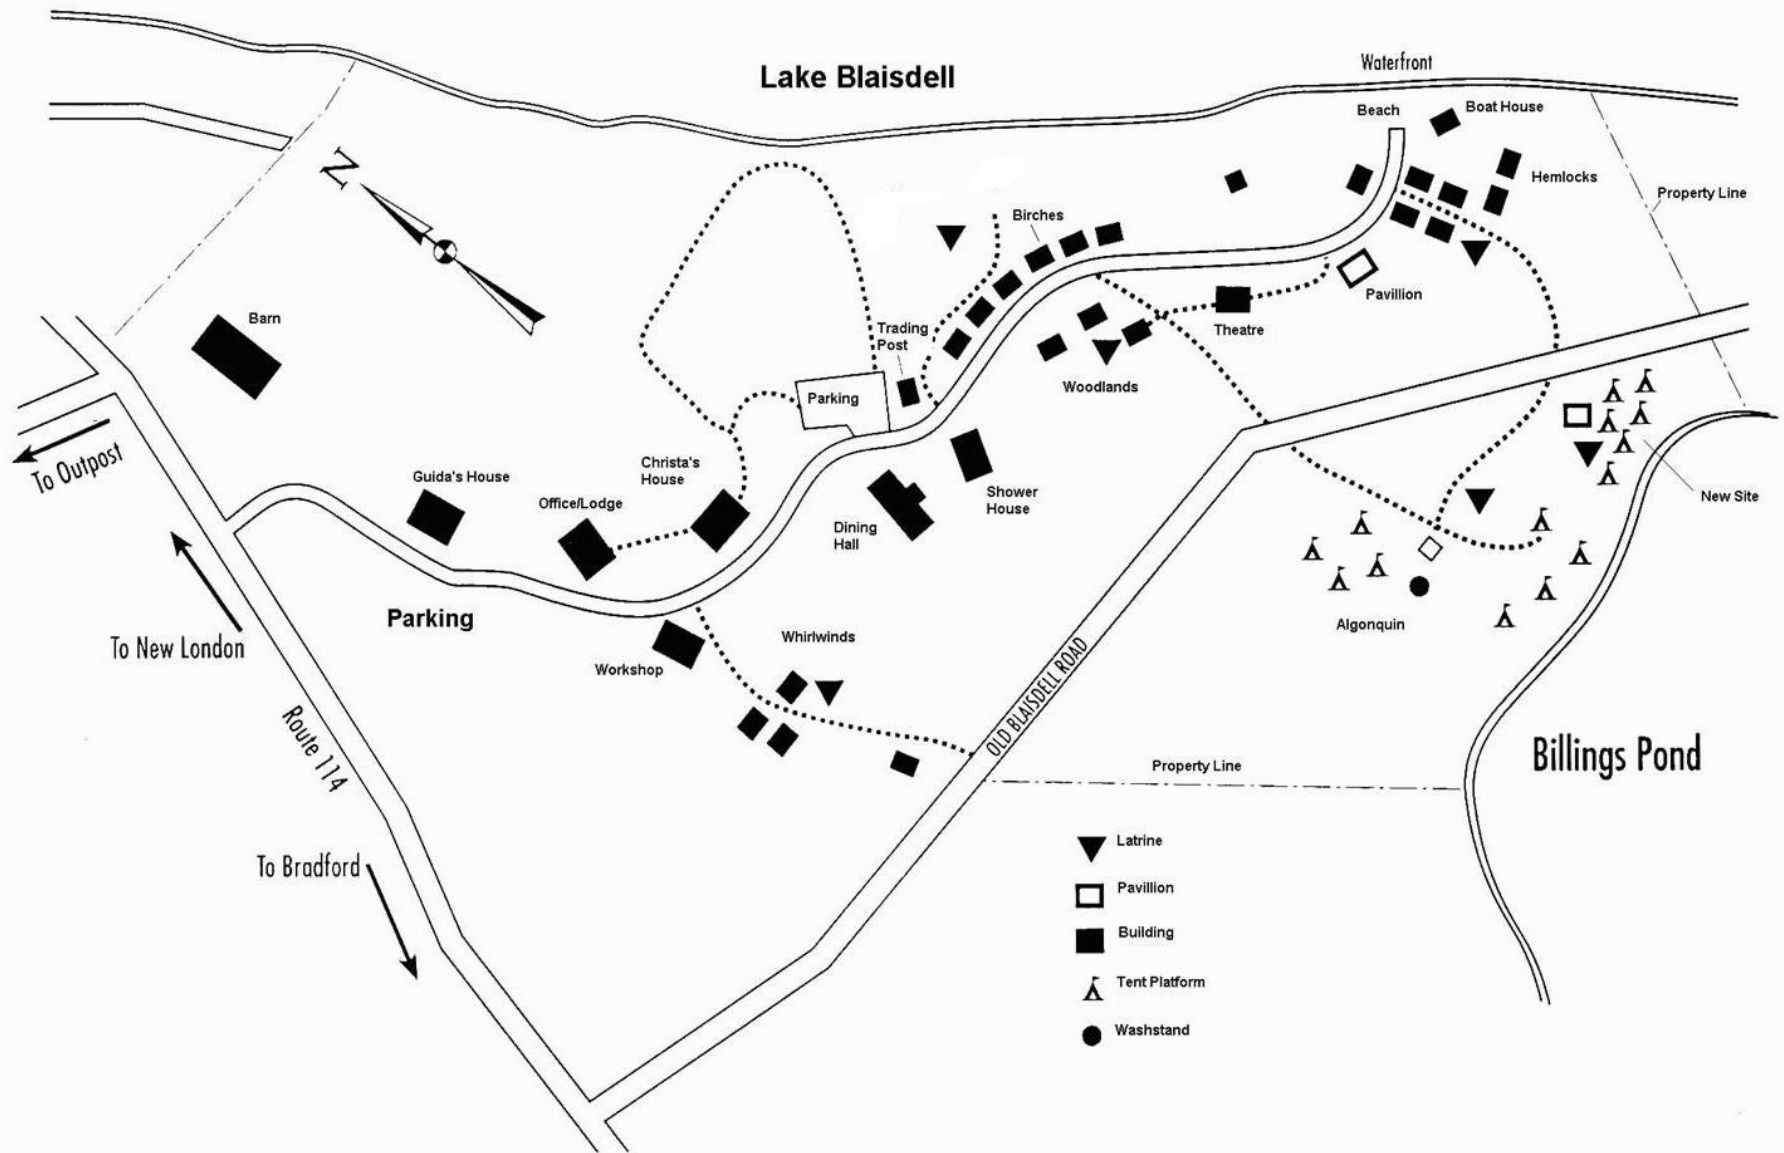 Waterfront
Lake Blaisdell
Beach
Boat House
N
Hemlocks
Property Line
Birches
Pavillion
Barn
Trading
Post
Theatre
Woodlands
Parking
To Outpost
Guida's House
Christa's
House
Office/Lodge
Shower
House
Dining
Hall
New Site
Parking
To New London
Whirlwinds
Algonquin
Workshop
Route 114
OLD BLAISDELL ROAD
Property Line
Billings Pond
To Bradford
Latrine
Pavillion
Building
Tent Platform
Washstand